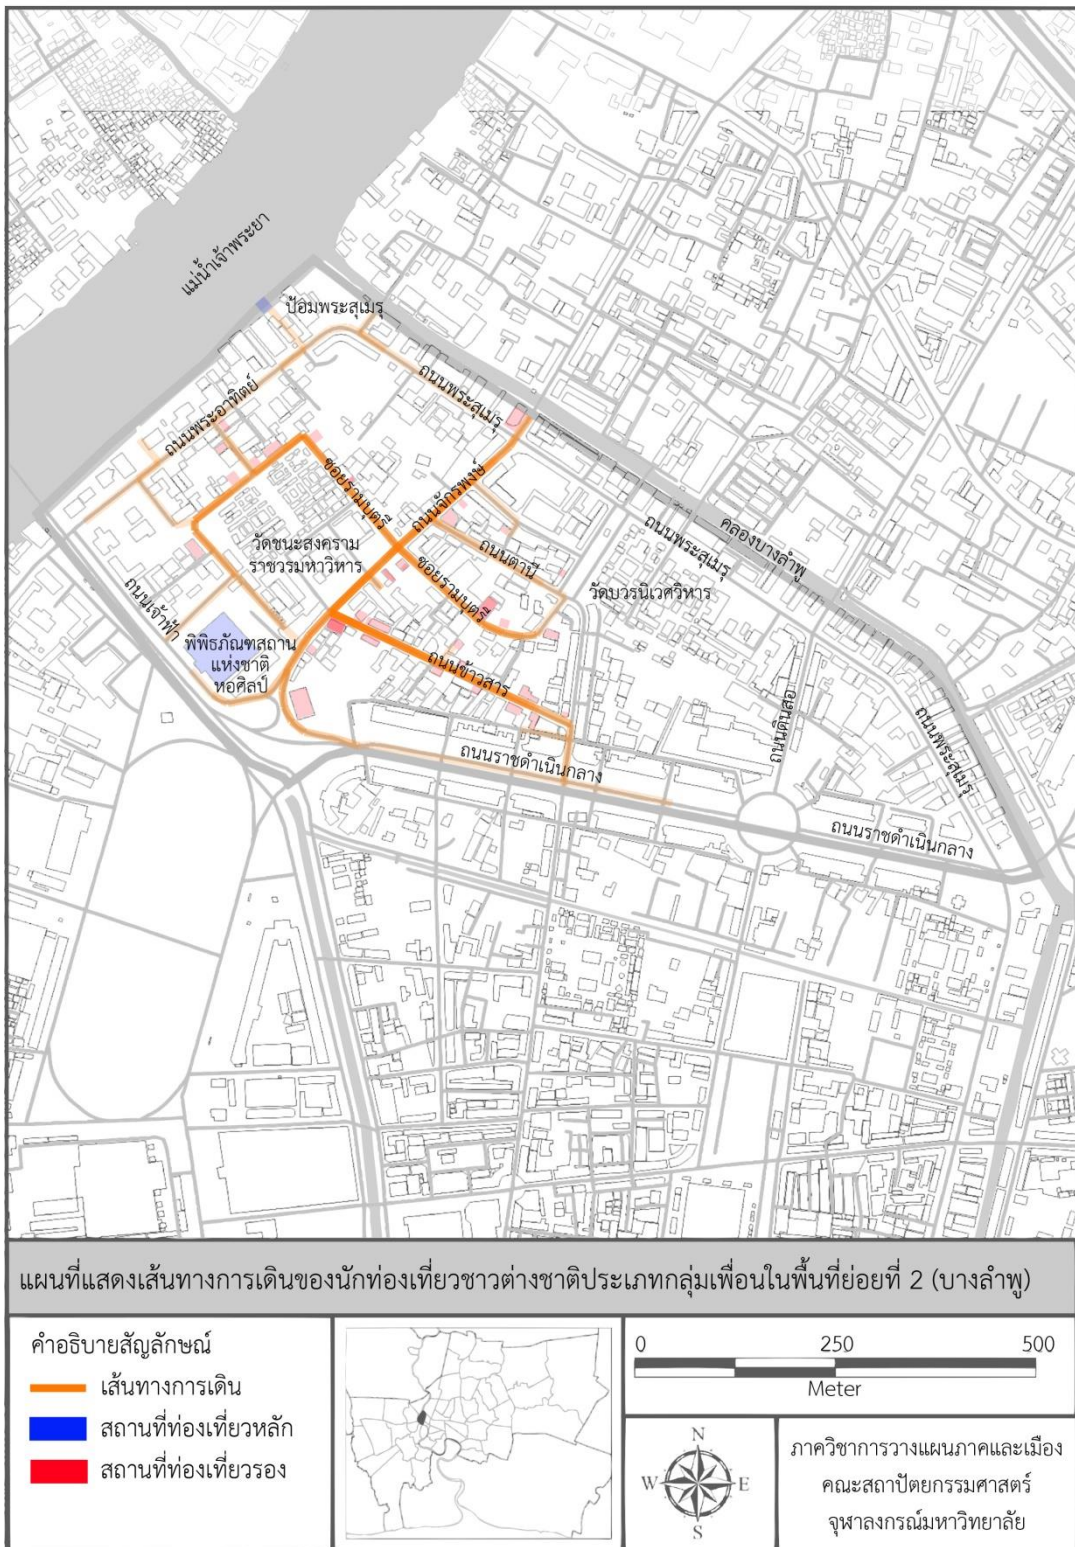 แม่น้ำเจ้าพระยา
ป้อมพระสุเมรุ
ถนนพระอาทิตย์
ถนนพระสุเมรุ
ซอยรามบุตรี
ถนนจักรพงษ์
วัดชนะสงคราม
ราชวรมหาวิหาร
ถนนตานี
ซอยรามบุตรี
ถนนพระสุเมรุ
คลองบางลำพู
วัดบวรนิเวศวิหาร
ถนนเจ้าฟ้า
พิพิธภัณฑสถาน
แห่งชาติ
หอศิลป์
ถนนข้าวสาร
ถนนดินสอ
ถนนพระสุเมรุ
ถนนราชดำเนินกลาง
ถนนราชดำเนินกลาง
แผนที่แสดงเส้นทางการเดินของนักท่องเที่ยวชาวต่างชาติประเภทกลุ่มเพื่อนในพื้นที่ย่อยที่ 2 (บางลำพู)
คำอธิบายสัญลักษณ์
เส้นทางการเดิน
สถานที่ท่องเที่ยวหลัก
สถานที่ท่องเที่ยวรอง
0 250 500
Meter
N
W E
S
ภาควิชาการวางแผนภาคและเมือง
คณะสถาปัตยกรรมศาสตร์
จุฬาลงกรณ์มหาวิทยาลัย